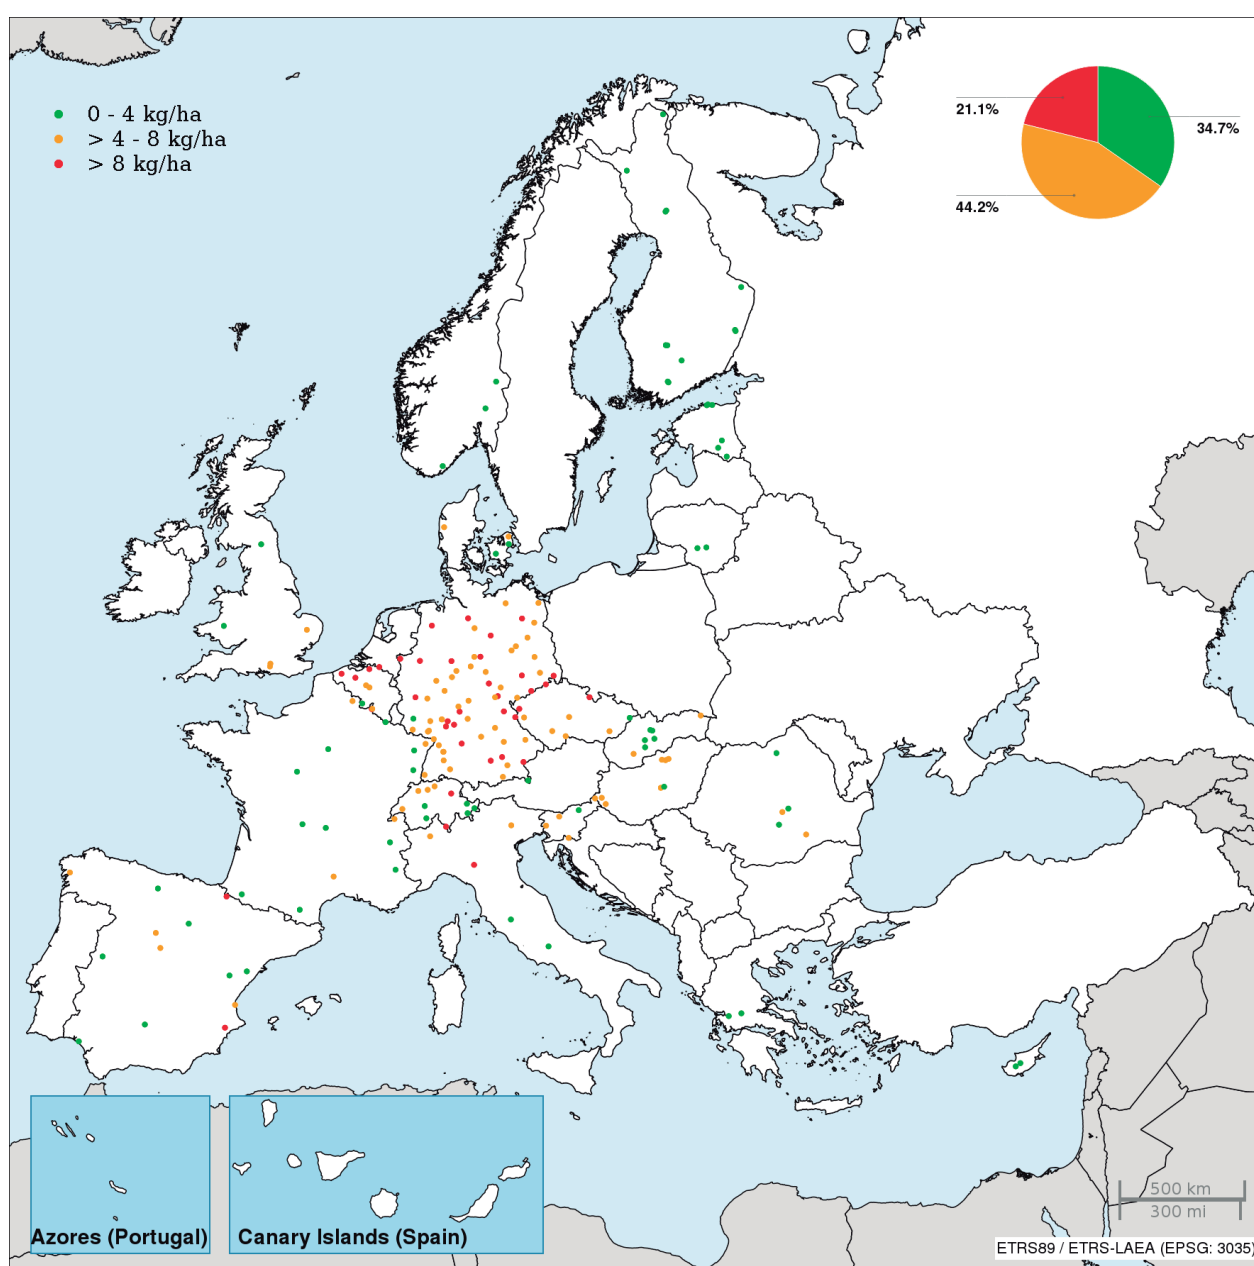 0 - 4 kg/ha
> 4 - 8 kg/ha
> 8 kg/ha
21.1%
34.7%
44.2%
Azores (Portugal)
Canary Islands (Spain)
500 km
300 mi
ETRS89 / ETRS-LAEA (EPSG: 3035)